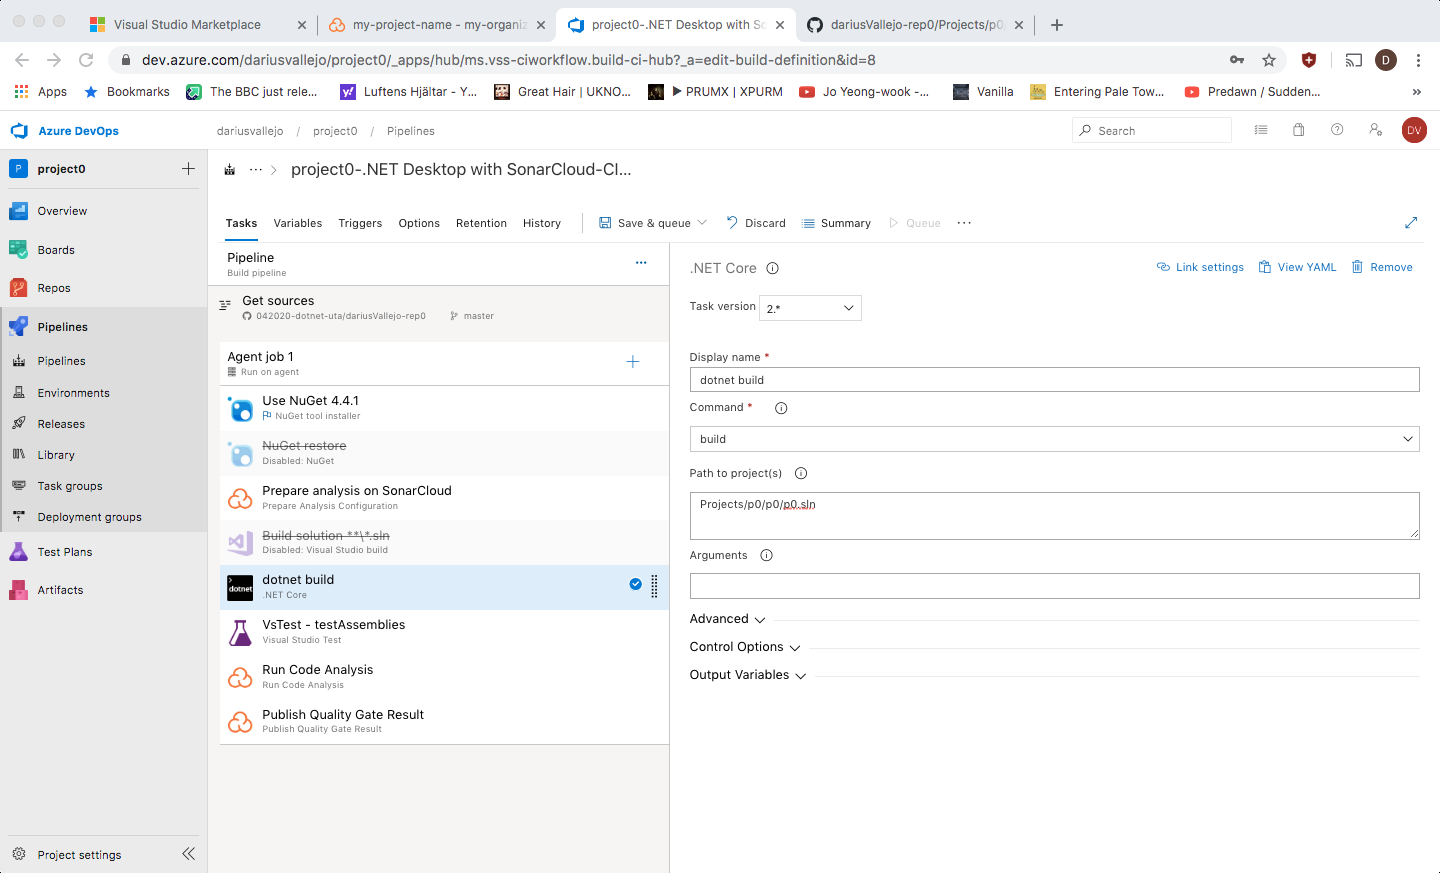 Visual Studio Marketplace
my-project-name - my-organiz
project0-.NET Desktop with So
dariusVallejo-rep0/Projects/p0
dev.azure.com/dariusvallejo/project0/_apps/hub/ms.vss-ciworkflow.build-ci-hub?_a=edit-build-definition&id=8
D
Apps
Bookmarks
The BBC just rele...
Luftens Hjältar - Y...
Great Hair | UKNO...
▶ PRUMX | XPURM
Jo Yeong-wook -...
Vanilla
Entering Pale Tow...
Predawn / Sudden...
»
Azure DevOps
dariusvallejo / project0 / Pipelines
Search
DV
P
project0
Overview
Boards
Repos
Pipelines
Pipelines
Environments
Releases
Library
Task groups
Deployment groups
Test Plans
Artifacts
Project settings
... > project0-.NET Desktop with SonarCloud-CI...
Tasks
Variables
Triggers
Options
Retention
History
Save & queue
Discard
Summary
Queue
...
Pipeline
Build pipeline
...
Get sources
042020-dotnet-uta/dariusVallejo-rep0
master
Agent job 1
Run on agent
Use NuGet 4.4.1
NuGet tool installer
NuGet restore
Disabled: NuGet
Prepare analysis on SonarCloud
Prepare Analysis Configuration
Build solution **\*.sln
Disabled: Visual Studio build
dotnet
dotnet build
.NET Core
VsTest - testAssemblies
Visual Studio Test
Run Code Analysis
Run Code Analysis
Publish Quality Gate Result
Publish Quality Gate Result
.NET Core
Link settings
View YAML
Remove
Task version
2.*
Display name *
dotnet build
Command *
build
Path to project(s)
Projects/p0/p0/p0.sln
Arguments
Advanced
Control Options
Output Variables